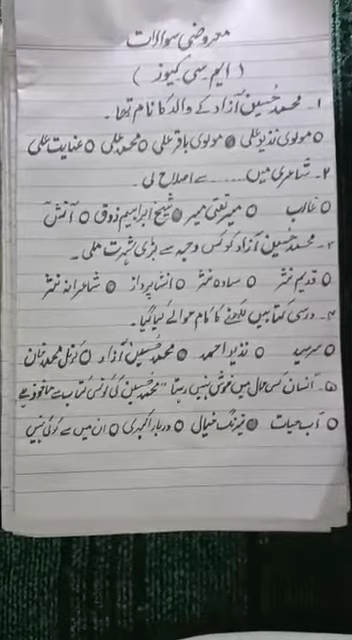 معروضی سوالات
( ایم سی کیوز )
۱۔ محمد حسین آزاد کے والد کا نام تھا۔
○ مولوی نذیر علی ● مولوی باقر علی ○ محمد علی ○ عنایت علی
۲۔ شاعری میں ........ سے اصلاح لی۔
○ غالب ○ میر تقی میر ● شیخ ابراہیم ذوق ○ آتش
۳۔ محمد حسین آزاد کو کس وجہ سے بڑی شہرت ملی۔
○ قدیم نثر ○ سادہ نثر ○ انشا پرداز ● شاعرانہ نثر
۴۔ درسی کتابیں لکھنے کا کام حوالے کیا گیا۔
○ سرسید ○ نذیر احمد ● محمد حسین آزاد ○ کرنل محمد خان
۵۔ انسان کسی حال میں خوش نہیں رہتا "محمد حسین کی کونسی کتاب سے ماخوذ ہے
○ آب حیات ● نیرنگ خیال ○ دربار اکبری ○ ان میں سے کوئی نہیں